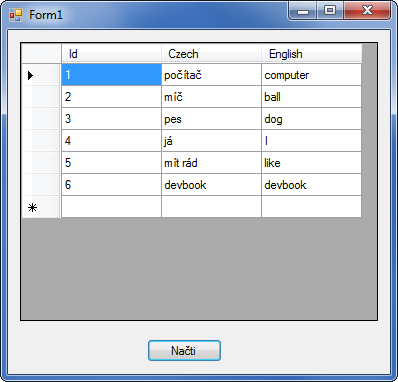 Form1
Id Czech English
1 počítač computer
2 míč ball
3 pes dog
4 já I
5 mít rád like
6 devbook devbook
Načti